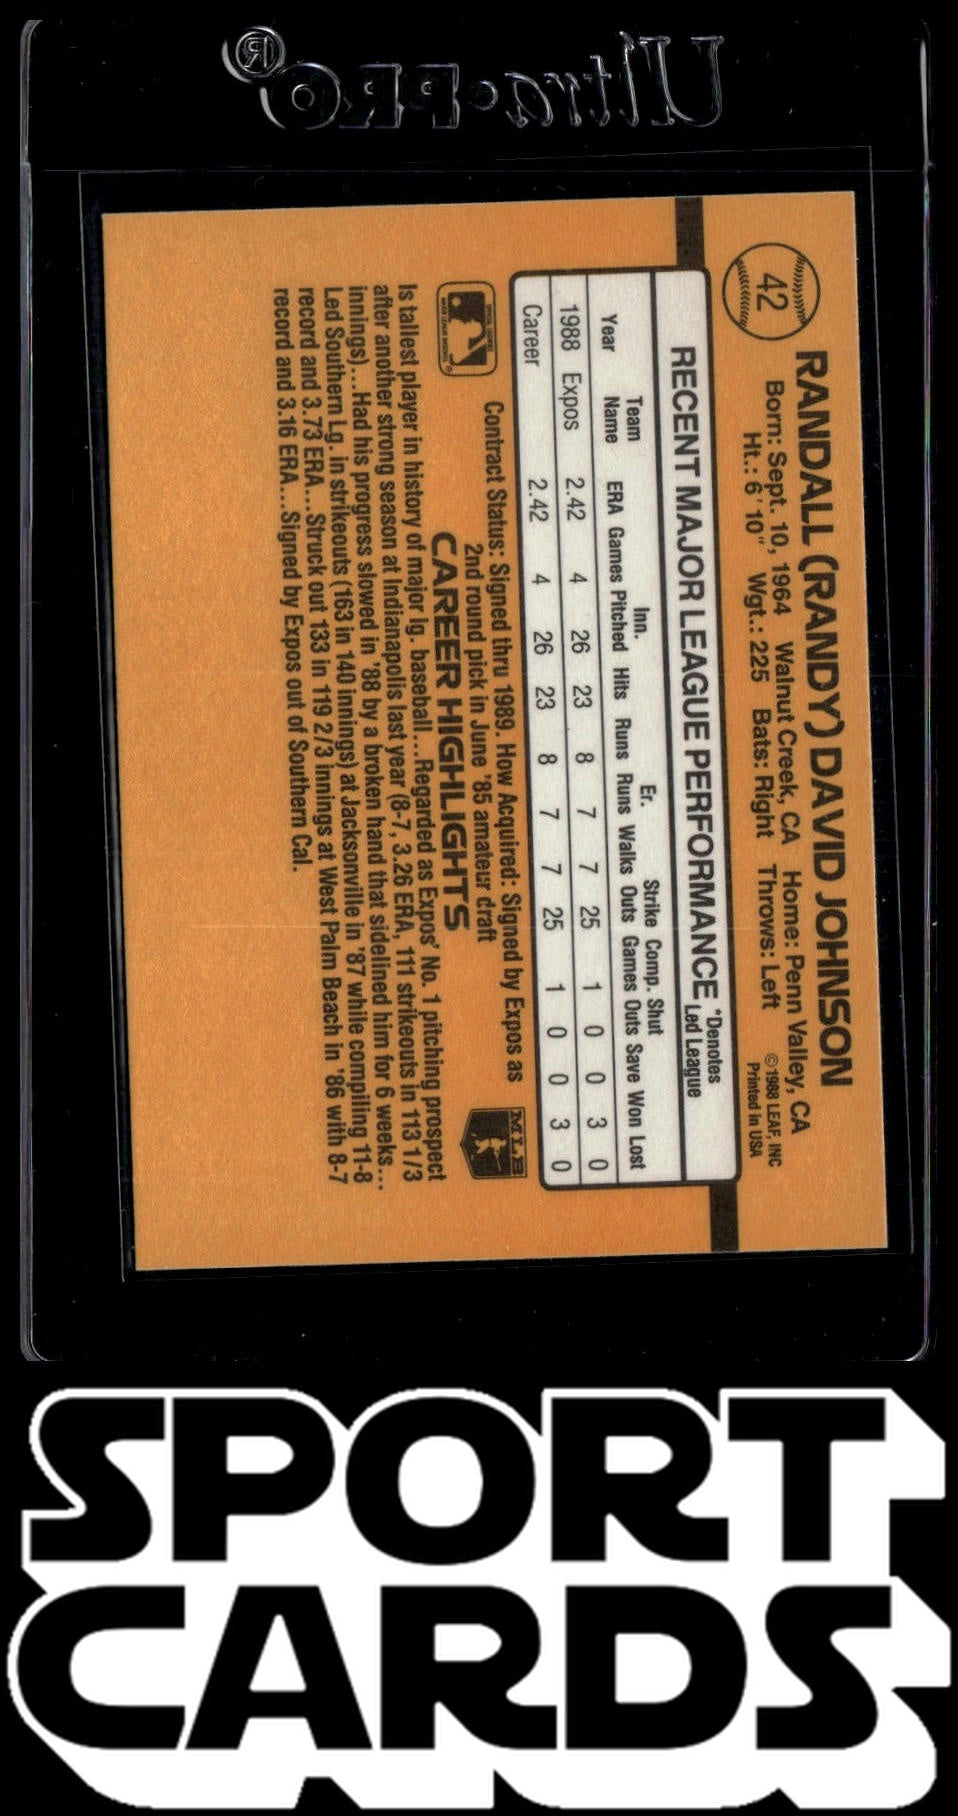 Ultra•PRO®
42
RANDALL (RANDY) DAVID JOHNSON
Born: Sept. 10, 1964 Walnut Creek, CA Home: Penn Valley, CA
Ht.: 6'10" Wgt.: 225 Bats: Right Throws: Left
©1988 LEAF, INC
Printed in USA
RECENT MAJOR LEAGUE PERFORMANCE
*Denotes
Led League
Year Team Name ERA Games Inn. Pitched Hits Runs Er. Runs Walks Strike Outs Comp. Games Shut Outs Save Won Lost
1988 Expos 2.42 4 26 23 8 7 7 25 1 0 0 3 0
Career 2.42 4 26 23 8 7 7 25 1 0 0 3 0
Contract Status: Signed thru 1989. How Acquired: Signed by Expos as
2nd round pick in June '85 amateur draft
MLB
CAREER HIGHLIGHTS
Is tallest player in history of major lg. baseball...Regarded as Expos' No. 1 pitching prospect
after another strong season at Indianapolis last year (8-7, 3.26 ERA, 111 strikeouts in 113 1/3
innings)...Had his progress slowed in '88 by a broken hand that sidelined him for 6 weeks...
Led Southern Lg. in strikeouts (163 in 140 innings) at Jacksonville in '87 while compiling 11-8
record and 3.73 ERA...Struck out 133 in 119 2/3 innings at West Palm Beach in '86 with 8-7
record and 3.16 ERA...Signed by Expos out of Southern Cal.
SPORT
CARDS